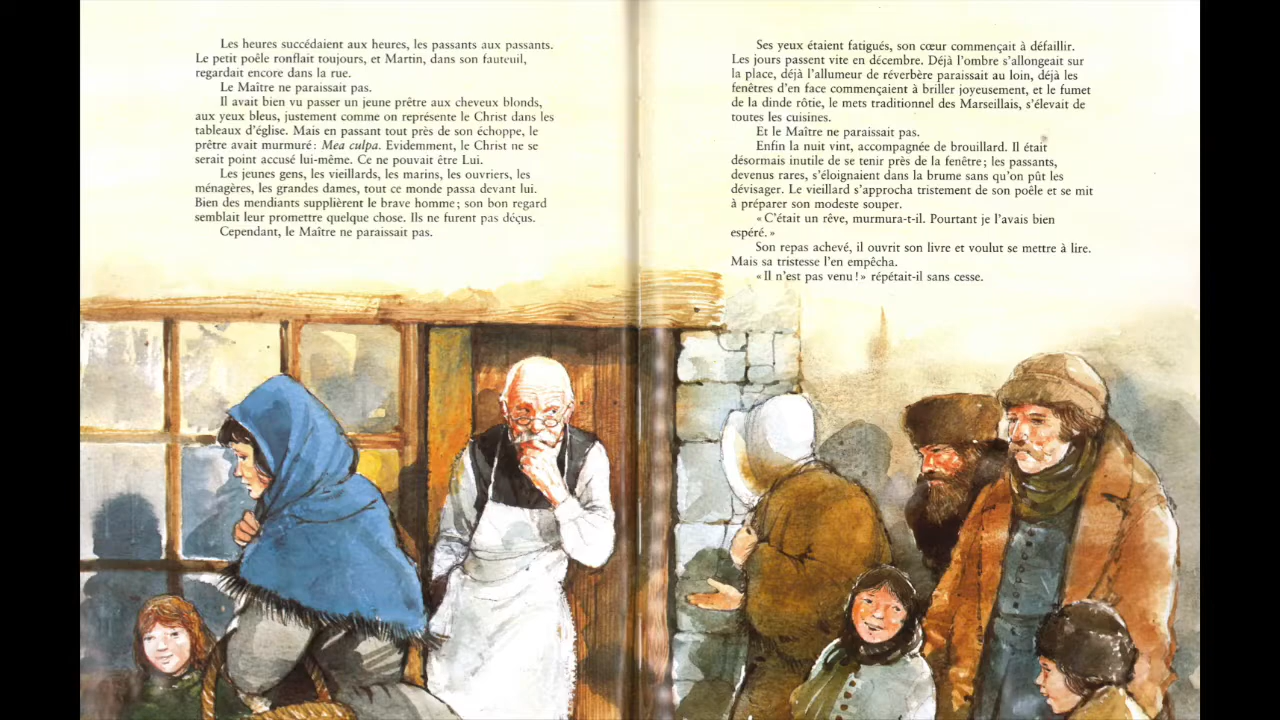 Les heures succédaient aux heures, les passants aux passants.
Le petit poêle ronflait toujours, et Martin, dans son fauteuil,
regardait encore dans la rue.
Le Maître ne paraissait pas.
Il avait bien vu passer un jeune prêtre aux cheveux blonds,
aux yeux bleus, justement comme on représente le Christ dans les
tableaux d'église. Mais en passant tout près de son échoppe, le
prêtre avait murmuré : Mea culpa. Evidemment, le Christ ne se
serait point accusé lui-même. Ce ne pouvait être Lui.
Les jeunes gens, les vieillards, les marins, les ouvriers, les
ménagères, les grandes dames, tout ce monde passa devant lui.
Bien des mendiants supplièrent le brave homme ; son bon regard
semblait leur promettre quelque chose. Ils ne furent pas déçus.
Cependant, le Maître ne paraissait pas.
Ses yeux étaient fatigués, son cœur commençait à défaillir.
Les jours passent vite en décembre. Déjà l'ombre s'allongeait sur
la place, déjà l'allumeur de réverbère paraissait au loin, déjà les
fenêtres d'en face commençaient à briller joyeusement, et le fumet
de la dinde rôtie, le mets traditionnel des Marseillais, s'élevait de
toutes les cuisines.
Et le Maître ne paraissait pas.
Enfin la nuit vint, accompagnée de brouillard. Il était
désormais inutile de se tenir près de la fenêtre ; les passants,
devenus rares, s'éloignaient dans la brume sans qu'on pût les
dévisager. Le vieillard s'approcha tristement de son poêle et se mit
à préparer son modeste souper.
« C'était un rêve, murmura-t-il. Pourtant je l'avais bien
espéré. »
Son repas achevé, il ouvrit son livre et voulut se mettre à lire.
Mais sa tristesse l'en empêcha.
« Il n'est pas venu ! » répétait-il sans cesse.